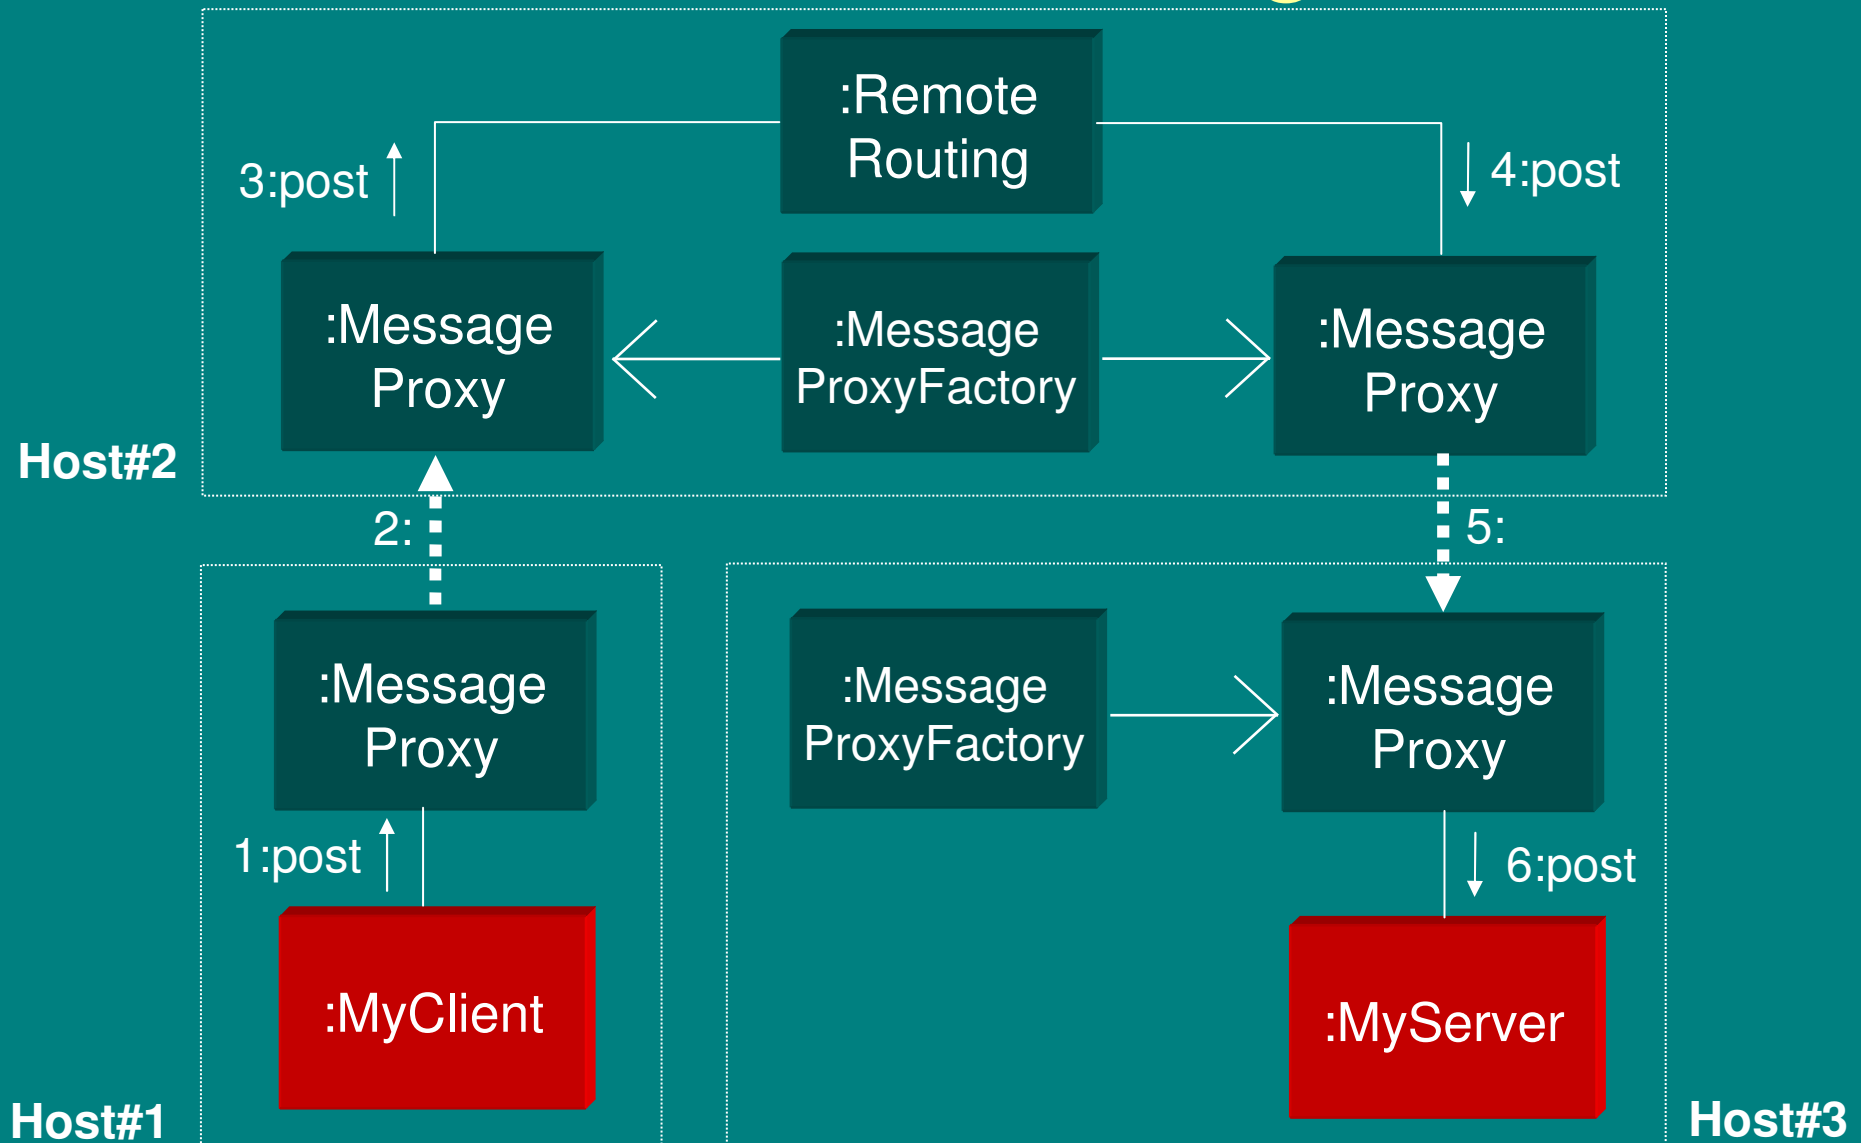 :Remote
Routing
3:post
4:post
:Message
Proxy
:Message
ProxyFactory
:Message
Proxy
Host#2
2:
5:
:Message
Proxy
:Message
ProxyFactory
:Message
Proxy
1:post
6:post
:MyClient
:MyServer
Host#1
Host#3